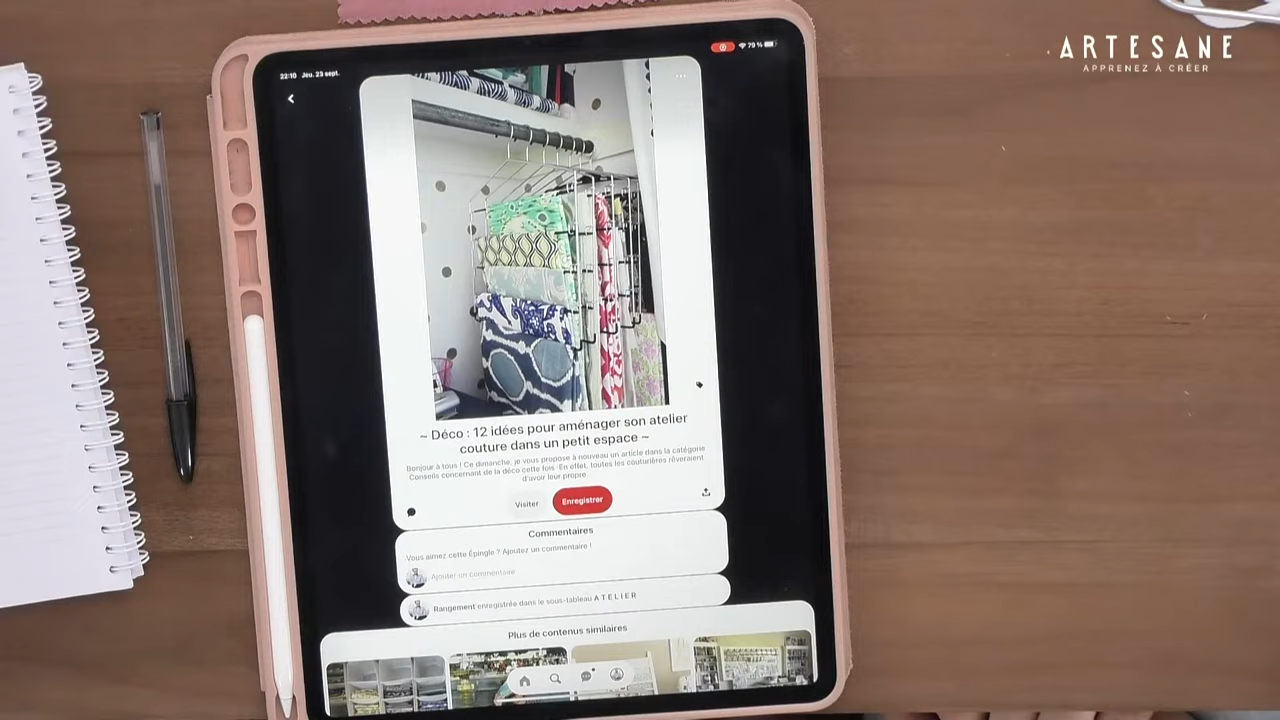 ARTESANE
APPRENEZ À CRÉER
22:10 Jeu. 23 sept.
79 %
~ Déco : 12 idées pour aménager son atelier
couture dans un petit espace ~
Bonjour à tous ! Ce dimanche, je vous propose à nouveau un article dans la catégorie
Conseils concernant de la déco cette fois. En effet, toutes les couturières rêveraient
d'avoir leur propre
Visiter
Enregistrer
Commentaires
Vous aimez cette Épingle ? Ajoutez un commentaire !
Ajouter un commentaire
Rangement enregistrée dans le sous-tableau ATELIER
Plus de contenus similaires